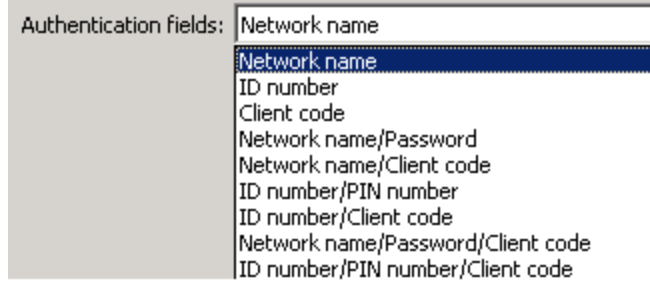 Authentication fields: Network name
Network name
ID number
Client code
Network name/Password
Network name/Client code
ID number/PIN number
ID number/Client code
Network name/Password/Client code
ID number/PIN number/Client code